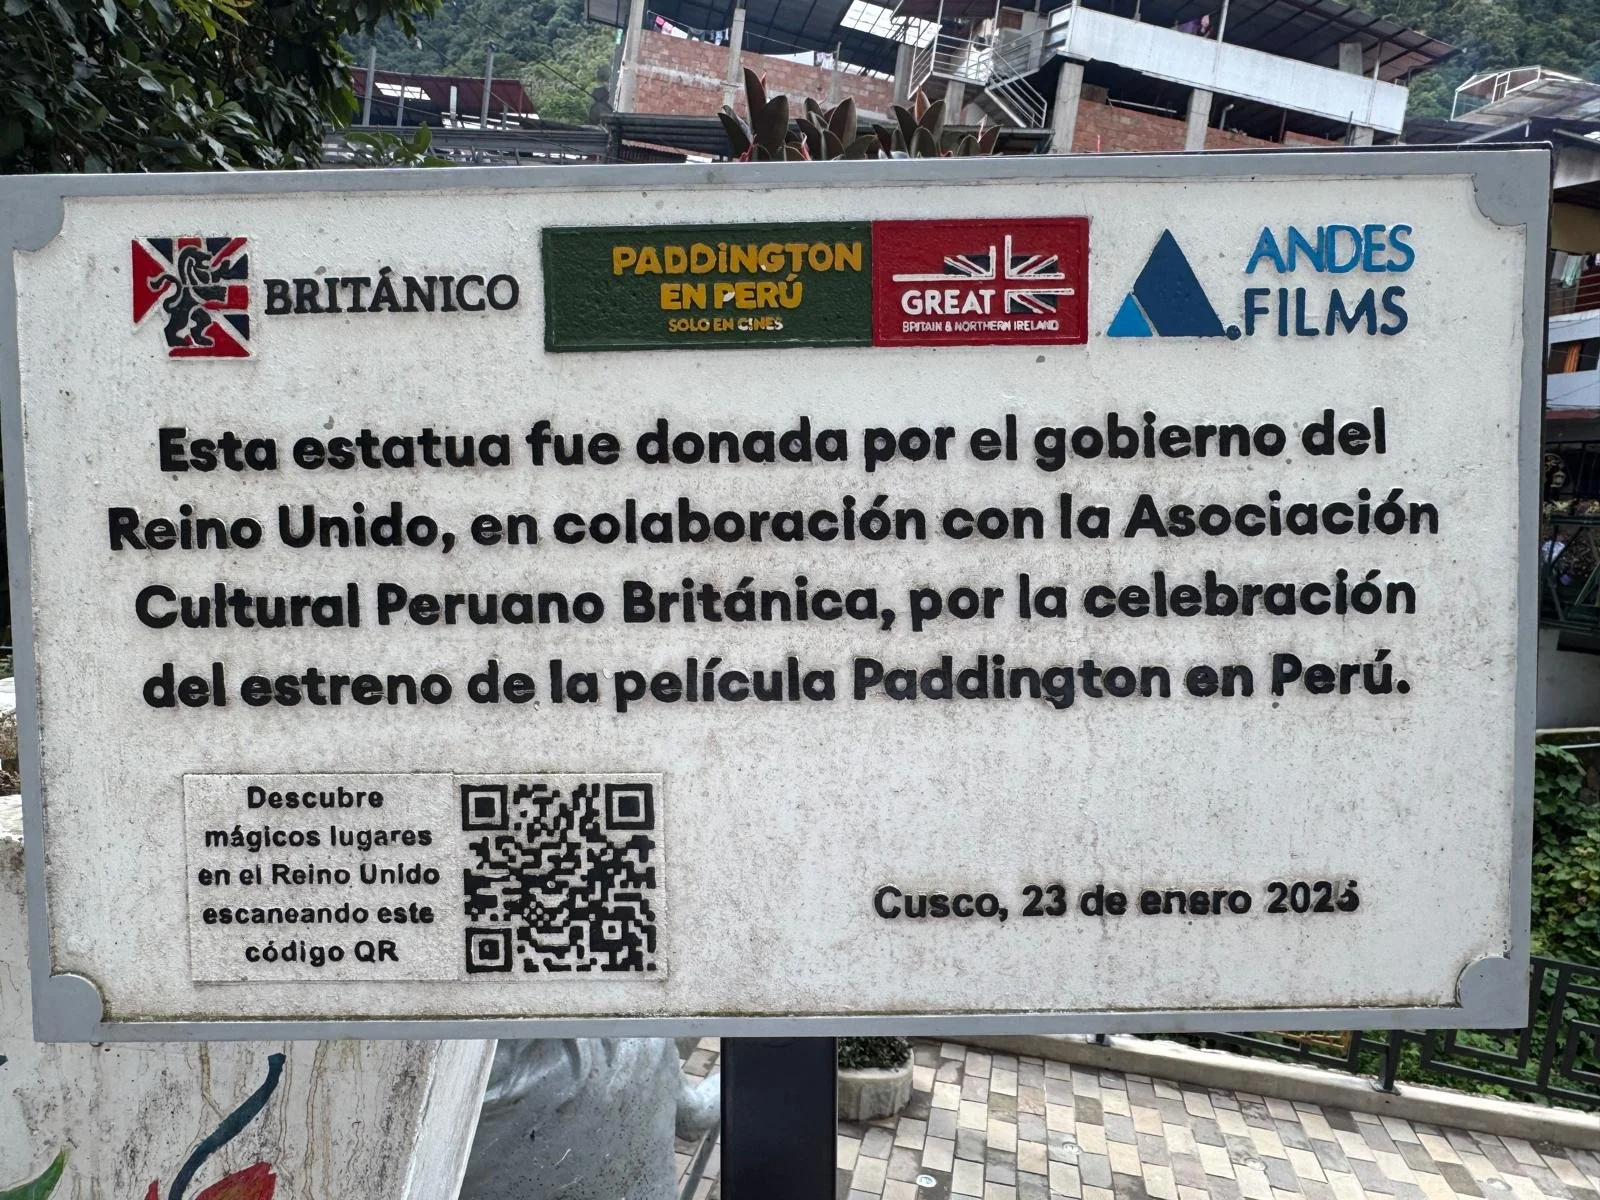 BRITÁNICO
PADDiNGTON
EN PERÚ
SOLO EN CINES
GREAT
BRITAIN & NORTHERN IRELAND
ANDES
FILMS
Esta estatua fue donada por el gobierno del
Reino Unido, en colaboración con la Asociación
Cultural Peruano Británica, por la celebración
del estreno de la película Paddington en Perú.
Descubre
mágicos lugares
en el Reino Unido
escaneando este
código QR
Cusco, 23 de enero 2025